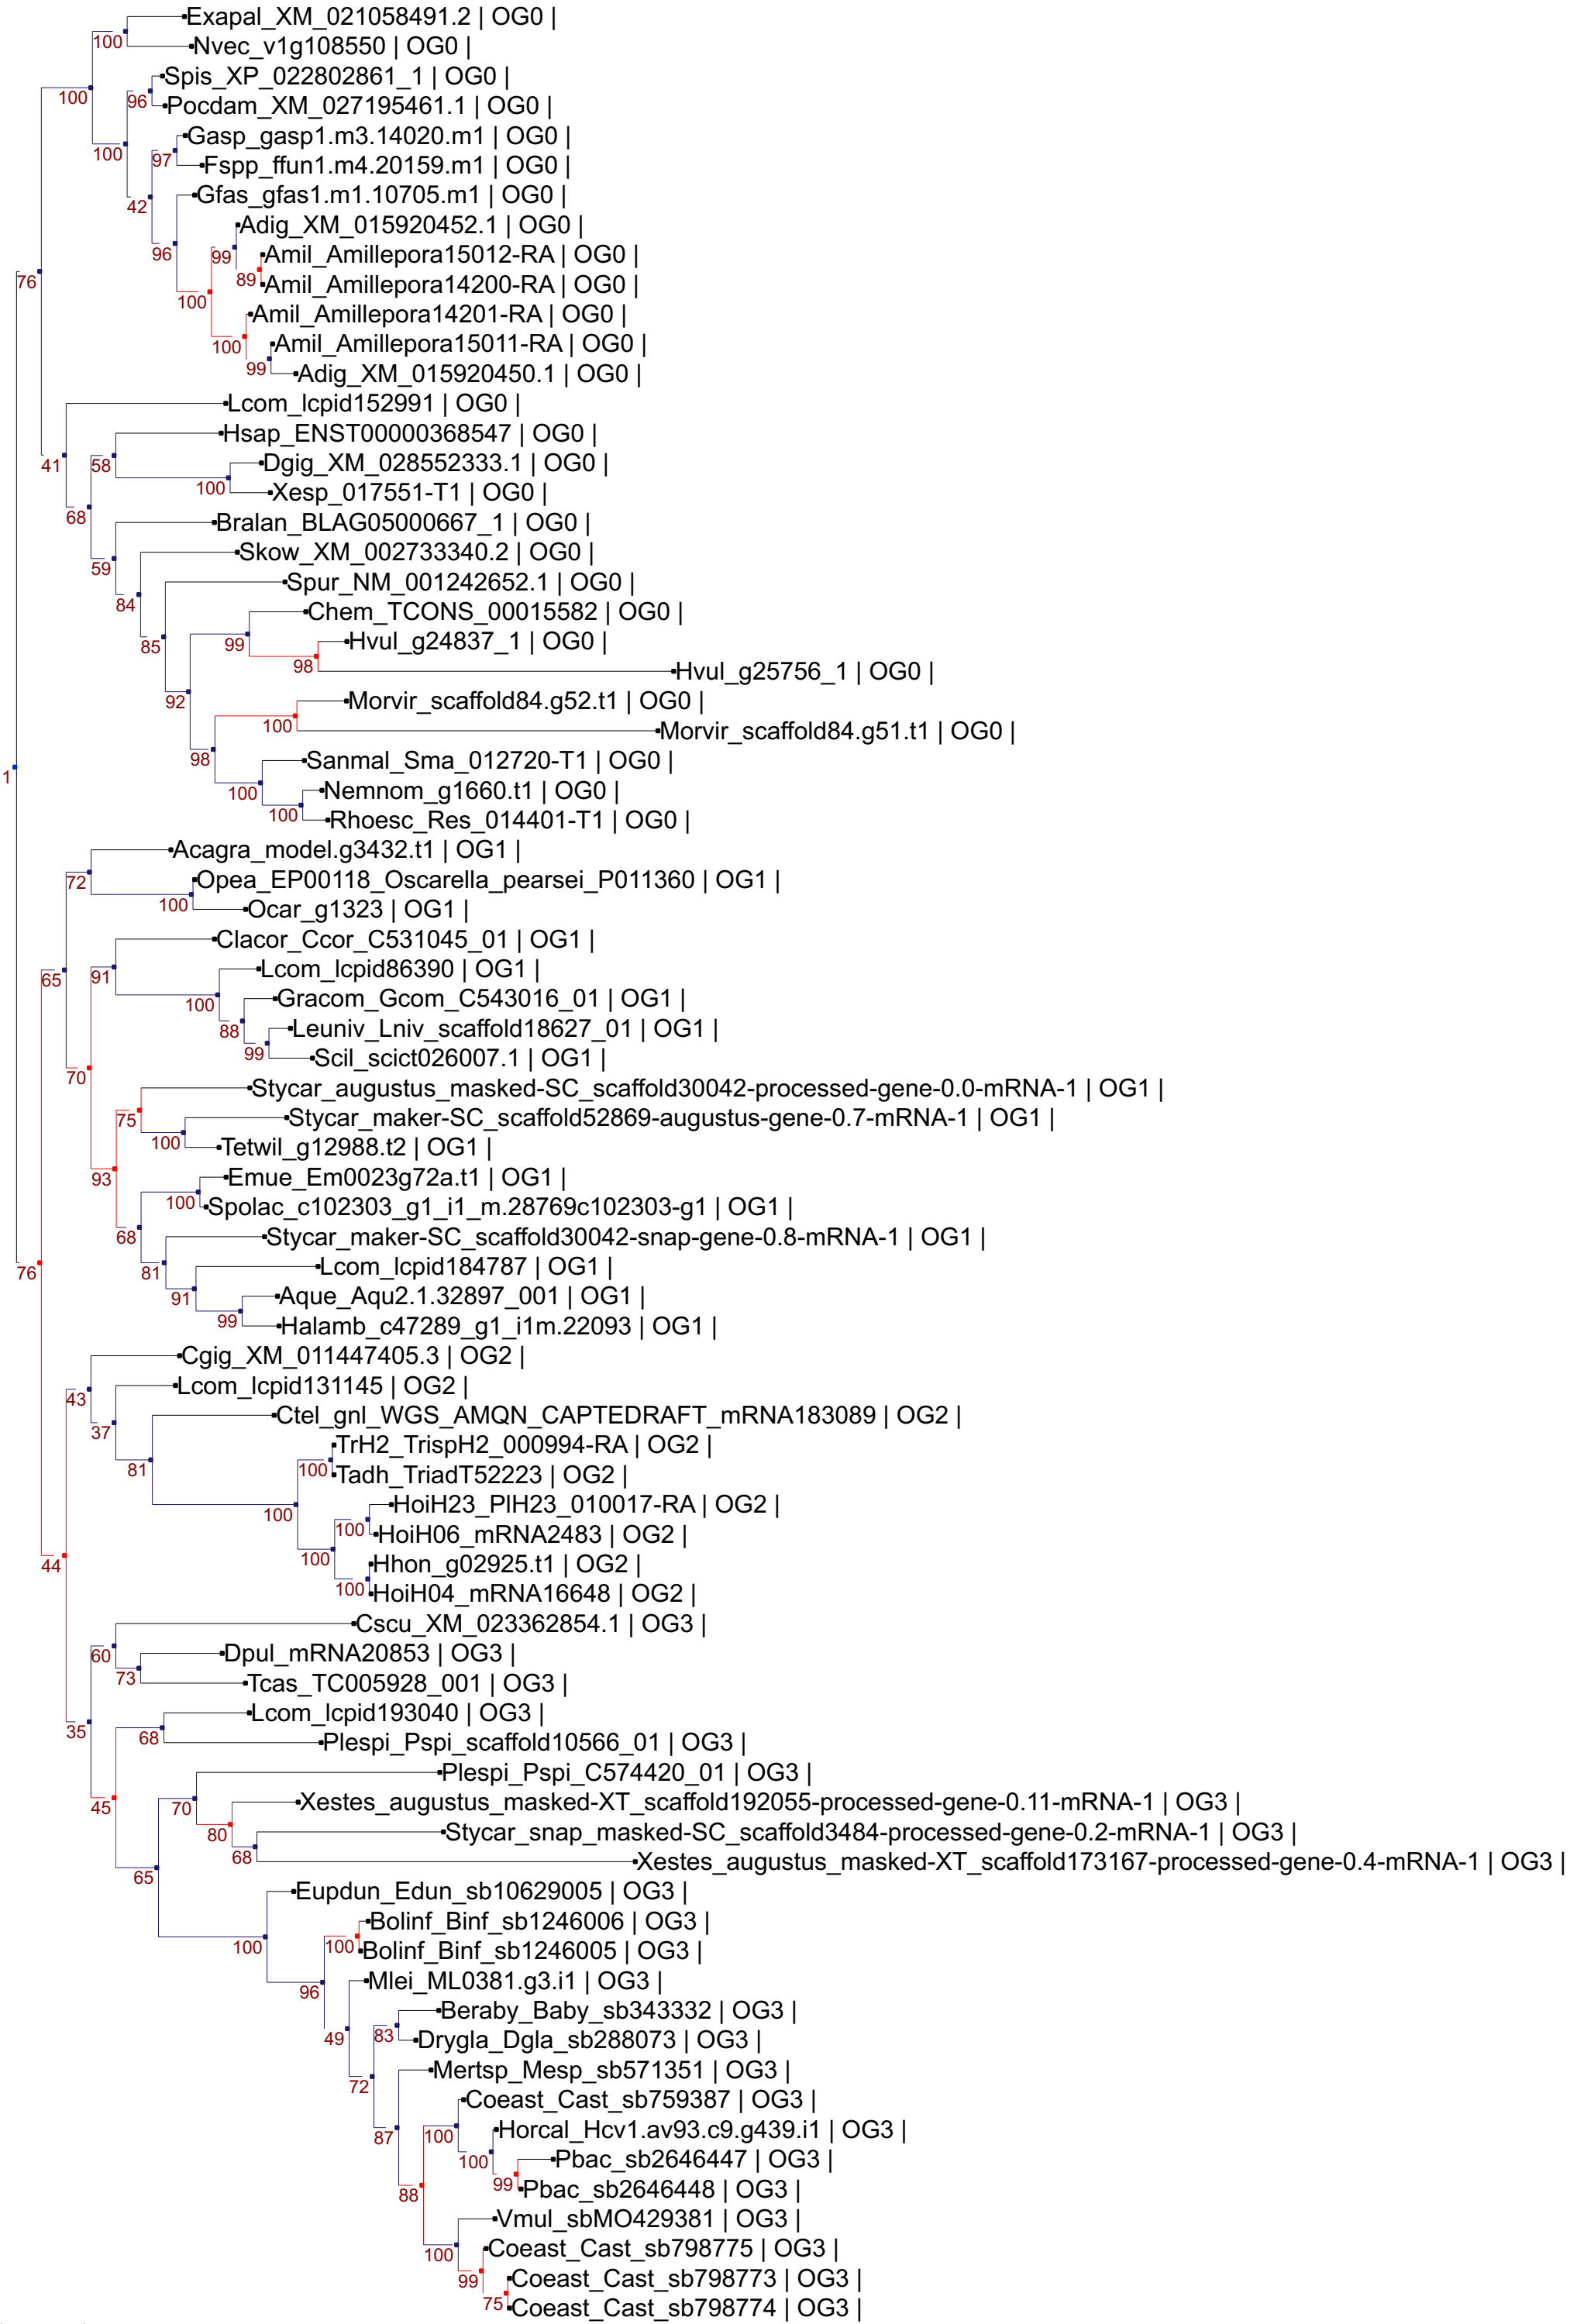 Exapal_XM_021058491.2 | OG0 |
100
Nvec_v1g108550 | OG0 |
Spis_XP_022802861_1 | OG0 |
100
96
Pocdam_XM_027195461.1 | OG0 |
Gasp_gasp1.m3.14020.m1 | OG0 |
100
97
Fspp_ffun1.m4.20159.m1 | OG0 |
Gfas_gfas1.m1.10705.m1 | OG0 |
42
Adig_XM_015920452.1 | OG0 |
96
99
Amil_Amillepora15012-RA | OG0 |
76
89
Amil_Amillepora14200-RA | OG0 |
100
Amil_Amillepora14201-RA | OG0 |
100
Amil_Amillepora15011-RA | OG0 |
99
Adig_XM_015920450.1 | OG0 |
Lcom_lcpid152991 | OG0 |
Hsap_ENST00000368547 | OG0 |
41
58
Dgig_XM_028552333.1 | OG0 |
100
Xesp_017551-T1 | OG0 |
68
Bralan_BLAG05000667_1 | OG0 |
Skow_XM_002733340.2 | OG0 |
59
Spur_NM_001242652.1 | OG0 |
84
Chem_TCONS_00015582 | OG0 |
85
99
Hvul_g24837_1 | OG0 |
98
Hvul_g25756_1 | OG0 |
92
Morvir_scaffold84.g52.t1 | OG0 |
100
Morvir_scaffold84.g51.t1 | OG0 |
98
Sanmal_Sma_012720-T1 | OG0 |
1
100
Nemnom_g1660.t1 | OG0 |
100
Rhoesc_Res_014401-T1 | OG0 |
Acagra_model.g3432.t1 | OG1 |
72
Opea_EP00118_Oscarella_pearsei_P011360 | OG1 |
100
Ocar_g1323 | OG1 |
Clacor_Ccor_C531045_01 | OG1 |
65
91
Lcom_lcpid86390 | OG1 |
100
Gracom_Gcom_C543016_01 | OG1 |
88
Leuniv_Lniv_scaffold18627_01 | OG1 |
99
Scil_scict026007.1 | OG1 |
70
Stycar_augustus_masked-SC_scaffold30042-processed-gene-0.0-mRNA-1 | OG1 |
75
Stycar_maker-SC_scaffold52869-augustus-gene-0.7-mRNA-1 | OG1 |
100
Tetwil_g12988.t2 | OG1 |
93
Emue_Em0023g72a.t1 | OG1 |
100
Spolac_c102303_g1_i1_m.28769c102303-g1 | OG1 |
68
Stycar_maker-SC_scaffold30042-snap-gene-0.8-mRNA-1 | OG1 |
76
81
Lcom_lcpid184787 | OG1 |
91
Aque_Aqu2.1.32897_001 | OG1 |
99
Halamb_c47289_g1_i1m.22093 | OG1 |
Cgig_XM_011447405.3 | OG2 |
43
Lcom_lcpid131145 | OG2 |
37
Ctel_gnl_WGS_AMQN_CAPTEDRAFT_mRNA183089 | OG2 |
TrH2_TrispH2_000994-RA | OG2 |
81
100
Tadh_TriadT52223 | OG2 |
100
HoiH23_PlH23_010017-RA | OG2 |
100
HoiH06_mRNA2483 | OG2 |
44
100
Hhon_g02925.t1 | OG2 |
100
HoiH04_mRNA16648 | OG2 |
Cscu_XM_023362854.1 | OG3 |
60
Dpul_mRNA20853 | OG3 |
73
Tcas_TC005928_001 | OG3 |
Lcom_lcpid193040 | OG3 |
35
68
Plespi_Pspi_scaffold10566_01 | OG3 |
Plespi_Pspi_C574420_01 | OG3 |
45
70
Xestes_augustus_masked-XT_scaffold192055-processed-gene-0.11-mRNA-1 | OG3 |
80
Stycar_snap_masked-SC_scaffold3484-processed-gene-0.2-mRNA-1 | OG3 |
68
Xestes_augustus_masked-XT_scaffold173167-processed-gene-0.4-mRNA-1 | OG3 |
65
Eupdun_Edun_sb10629005 | OG3 |
Bolinf_Binf_sb1246006 | OG3 |
100
100
Bolinf_Binf_sb1246005 | OG3 |
96
Mlei_ML0381.g3.i1 | OG3 |
Beraby_Baby_sb343332 | OG3 |
49
83
Drygla_Dgla_sb288073 | OG3 |
Mertsp_Mesp_sb571351 | OG3 |
72
Coeast_Cast_sb759387 | OG3 |
87
100
Horcal_Hcv1.av93.c9.g439.i1 | OG3 |
100
Pbac_sb2646447 | OG3 |
99
Pbac_sb2646448 | OG3 |
88
Vmul_sbMO429381 | OG3 |
100
Coeast_Cast_sb798775 | OG3 |
99
Coeast_Cast_sb798773 | OG3 |
75
Coeast_Cast_sb798774 | OG3 |